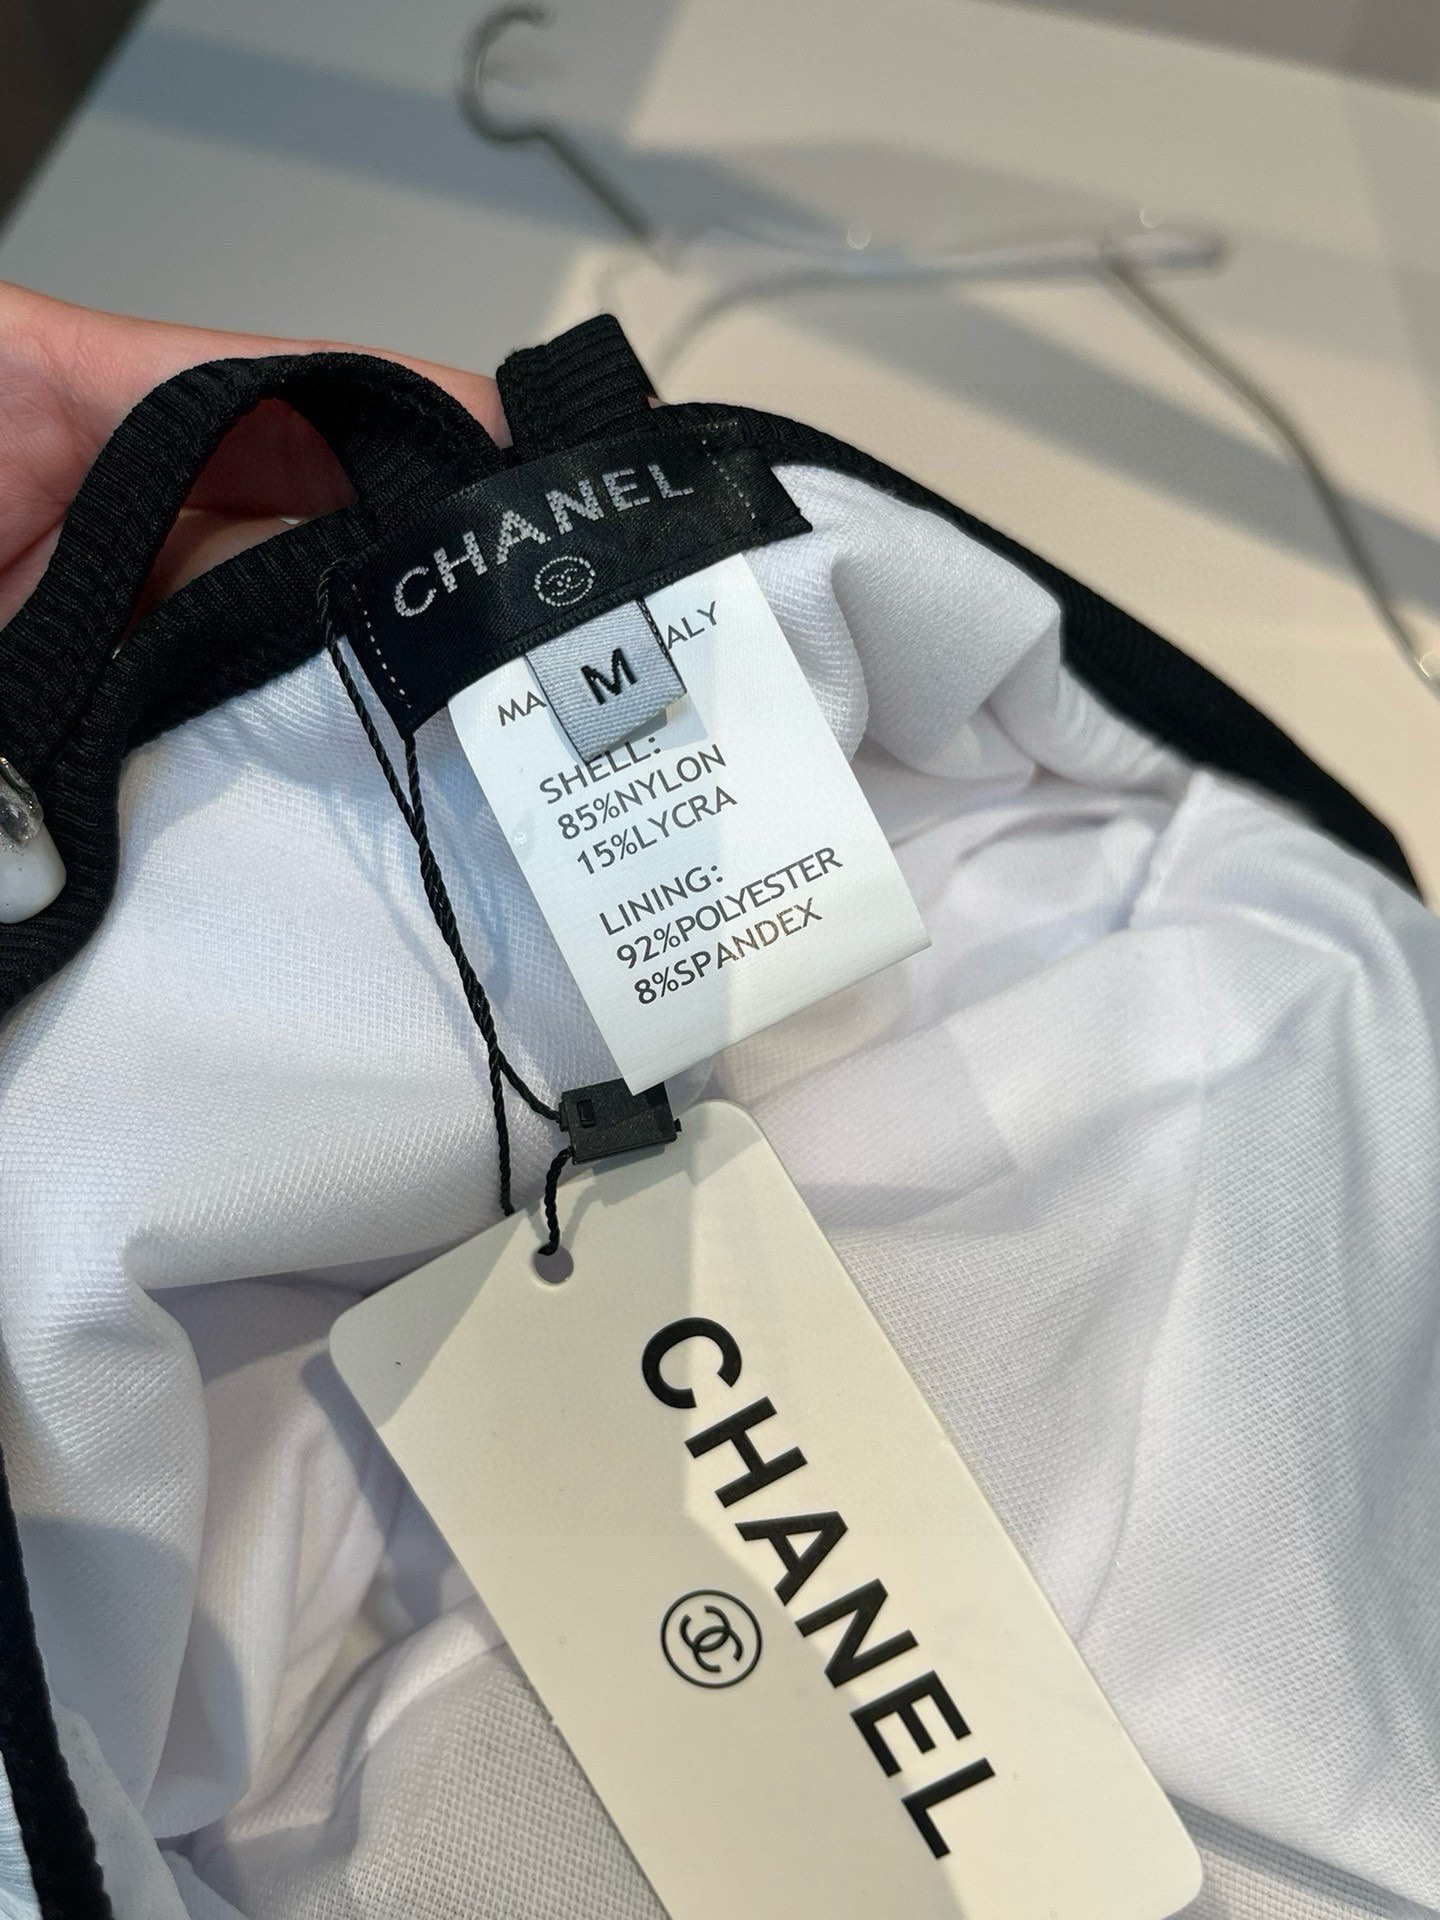 CHANEL
M
MA ALY
SHELL:
85%NYLON
15%LYCRA
LINING:
92%POLYESTER
8%SPANDEX
CHANEL